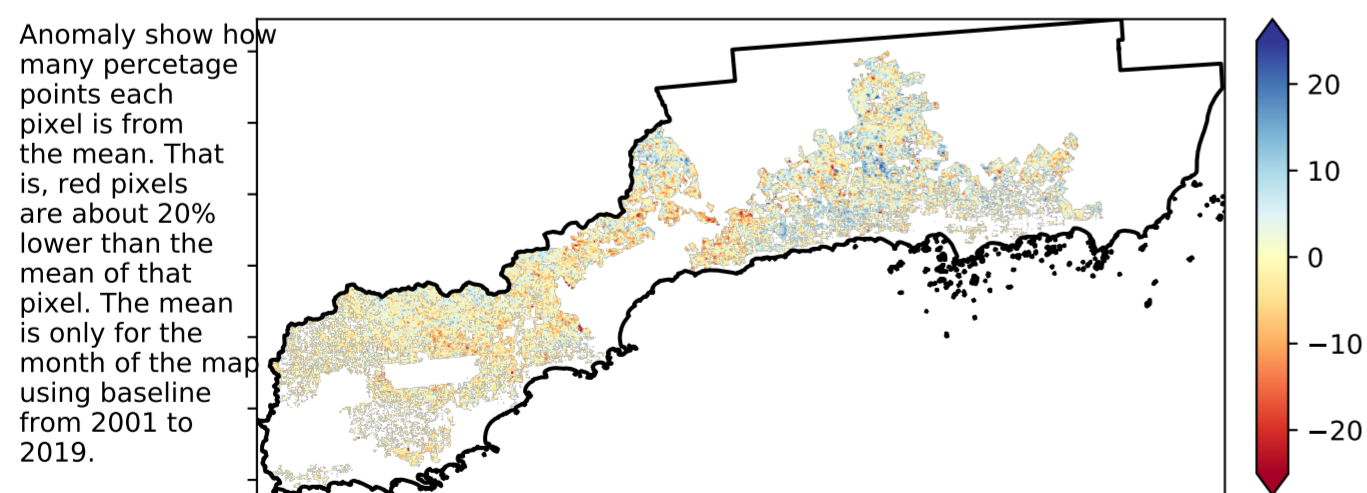 Anomaly show how
many percetage
points each
pixel is from
the mean. That
is, red pixels
are about 20%
lower than the
mean of that
pixel. The mean
is only for the
month of the map
using baseline
from 2001 to
2019.
20
10
0
−10
−20